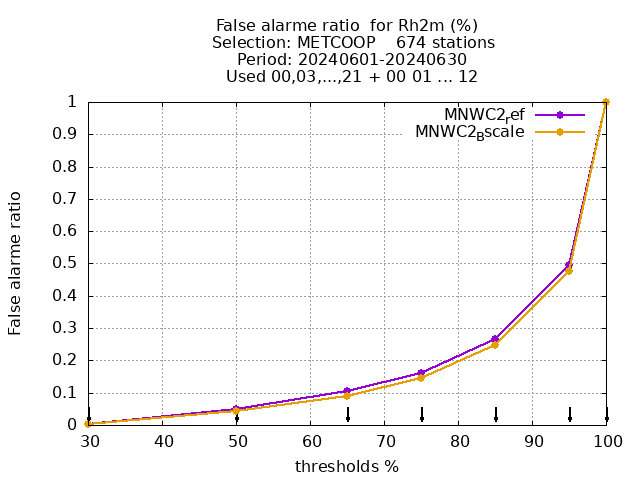 False alarme ratio  for Rh2m (%)
Selection: METCOOP    674 stations
Period: 20240601-20240630
Used 00,03,...,21 + 00 01 ... 12
MNWC2ref
MNWC2Bscale
False alarme ratio
1
0.9
0.8
0.7
0.6
0.5
0.4
0.3
0.2
0.1
0
30 40 50 60 70 80 90 100
thresholds %